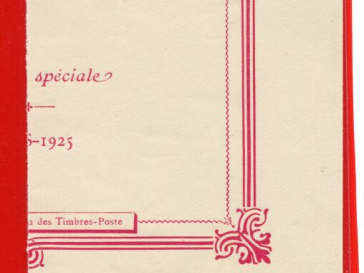 spéciale
-1925
des Timbres-Poste